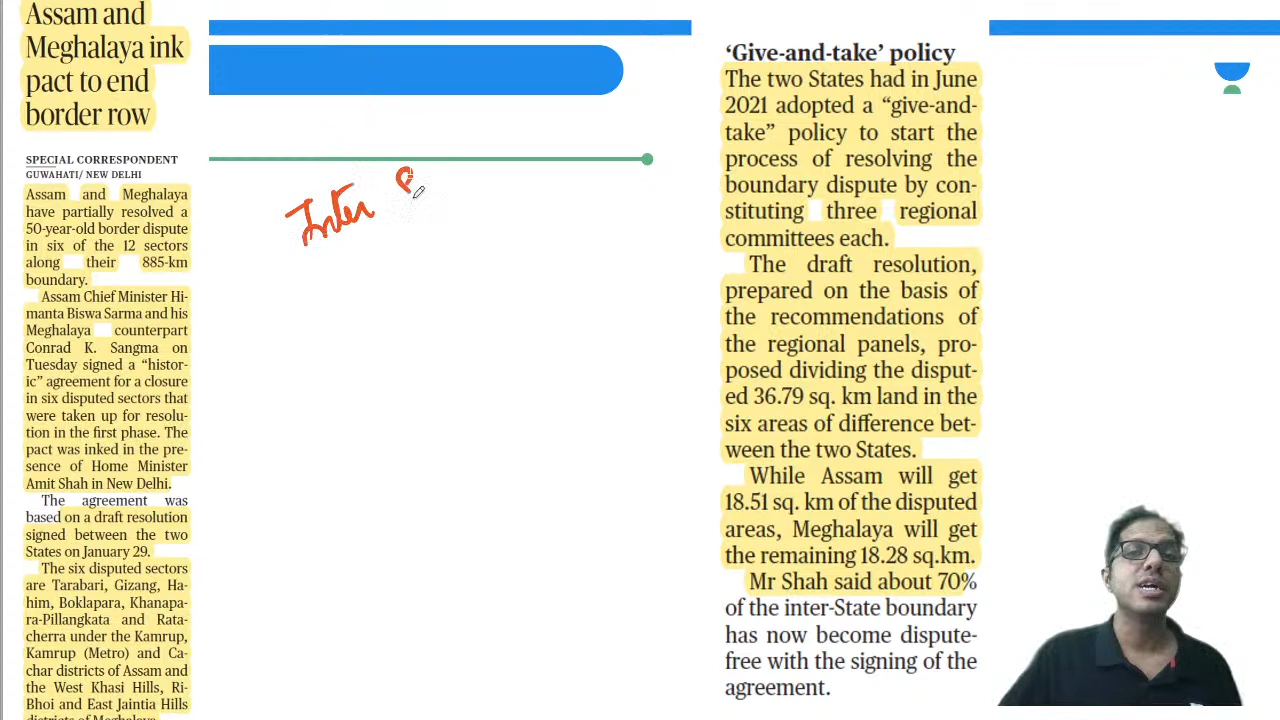 Assam and
Meghalaya ink
pact to end
border row
SPECIAL CORRESPONDENT
GUWAHATI/ NEW DELHI
Assam and Meghalaya
have partially resolved a
50-year-old border dispute
in six of the 12 sectors
along their 885-km
boundary.
Assam Chief Minister Hi-
manta Biswa Sarma and his
Meghalaya counterpart
Conrad K. Sangma on
Tuesday signed a “histor-
ic” agreement for a closure
in six disputed sectors that
were taken up for resolu-
tion in the first phase. The
pact was inked in the pre-
sence of Home Minister
Amit Shah in New Delhi.
The agreement was
based on a draft resolution
signed between the two
States on January 29.
The six disputed sectors
are Tarabari, Gizang, Ha-
him, Boklapara, Khanapa-
ra-Pillangkata and Rata-
cherra under the Kamrup,
Kamrup (Metro) and Ca-
char districts of Assam and
the West Khasi Hills, Ri-
Bhoi and East Jaintia Hills
districts of Meghalaya
Inter
‘Give-and-take’ policy
The two States had in June
2021 adopted a “give-and-
take” policy to start the
process of resolving the
boundary dispute by con-
stituting three regional
committees each.
The draft resolution,
prepared on the basis of
the recommendations of
the regional panels, pro-
posed dividing the disput-
ed 36.79 sq. km land in the
six areas of difference bet-
ween the two States.
While Assam will get
18.51 sq. km of the disputed
areas, Meghalaya will get
the remaining 18.28 sq.km.
Mr Shah said about 70%
of the inter-State boundary
has now become dispute-
free with the signing of the
agreement.